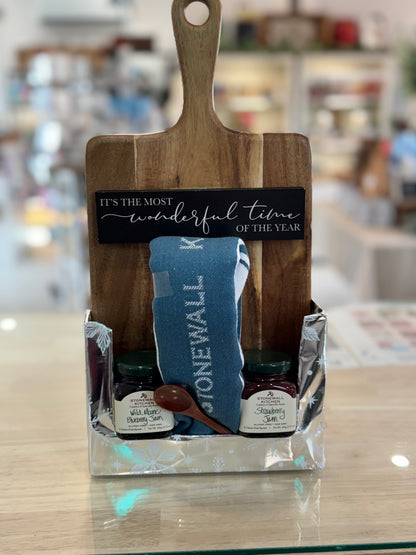 IT'S THE MOST
wonderful time
OF THE YEAR
STONEWALL K
STONEWALL
KITCHEN
Wild Maine
Blueberry Jam
STONEWALL
KITCHEN
Strawberry
Jam